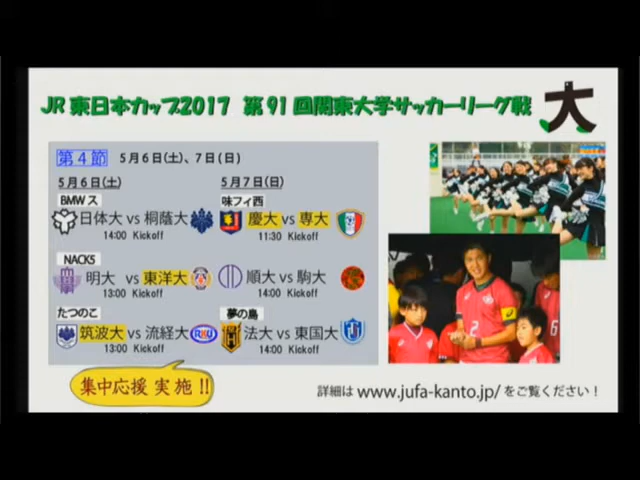 JR東日本カップ2017 第91回関東大学サッカーリーグ戦
大
第4節 5月6日(土)、7日(日)
5月6日(土)
BMWス
日体大 vs 桐蔭大
14:00 Kickoff
NACK5
明大 vs 東洋大
13:00 Kickoff
たつのこ
筑波大 vs 流経大
RKU
13:00 Kickoff
5月7日(日)
味フィ西
慶大 vs 専大
11:30 Kickoff
順大 vs 駒大
14:00 Kickoff
夢の島
法大 vs 東国大
14:00 Kickoff
2
6
集中応援 実施!!
詳細は www.jufa-kanto.jp/ をご覧ください!